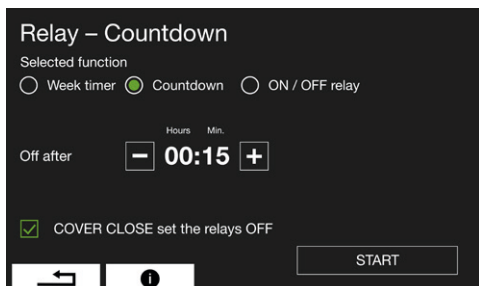 Relay – Countdown
Selected function
Week timer Countdown ON / OFF relay
Hours Min.
Off after − 00:15 +
COVER CLOSE set the relays OFF
START